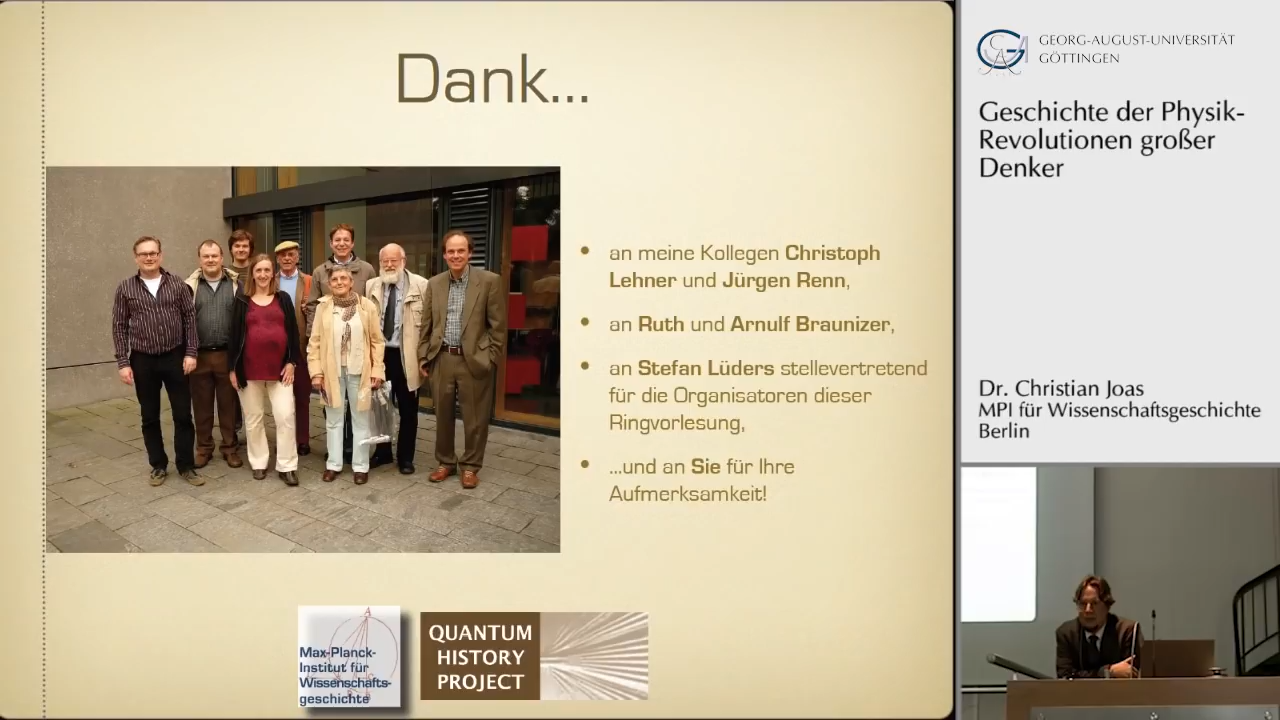 Dank...
• an meine Kollegen Christoph
Lehner und Jürgen Renn,
• an Ruth und Arnulf Braunizer,
• an Stefan Lüders stellevertretend
für die Organisatoren dieser
Ringvorlesung,
• ...und an Sie für Ihre
Aufmerksamkeit!
Max-Planck-
Institut für
Wissenschafts-
geschichte
QUANTUM
HISTORY
PROJECT
GEORG-AUGUST-UNIVERSITÄT
GÖTTINGEN
Geschichte der Physik-
Revolutionen großer
Denker
Dr. Christian Joas
MPI für Wissenschaftsgeschichte
Berlin